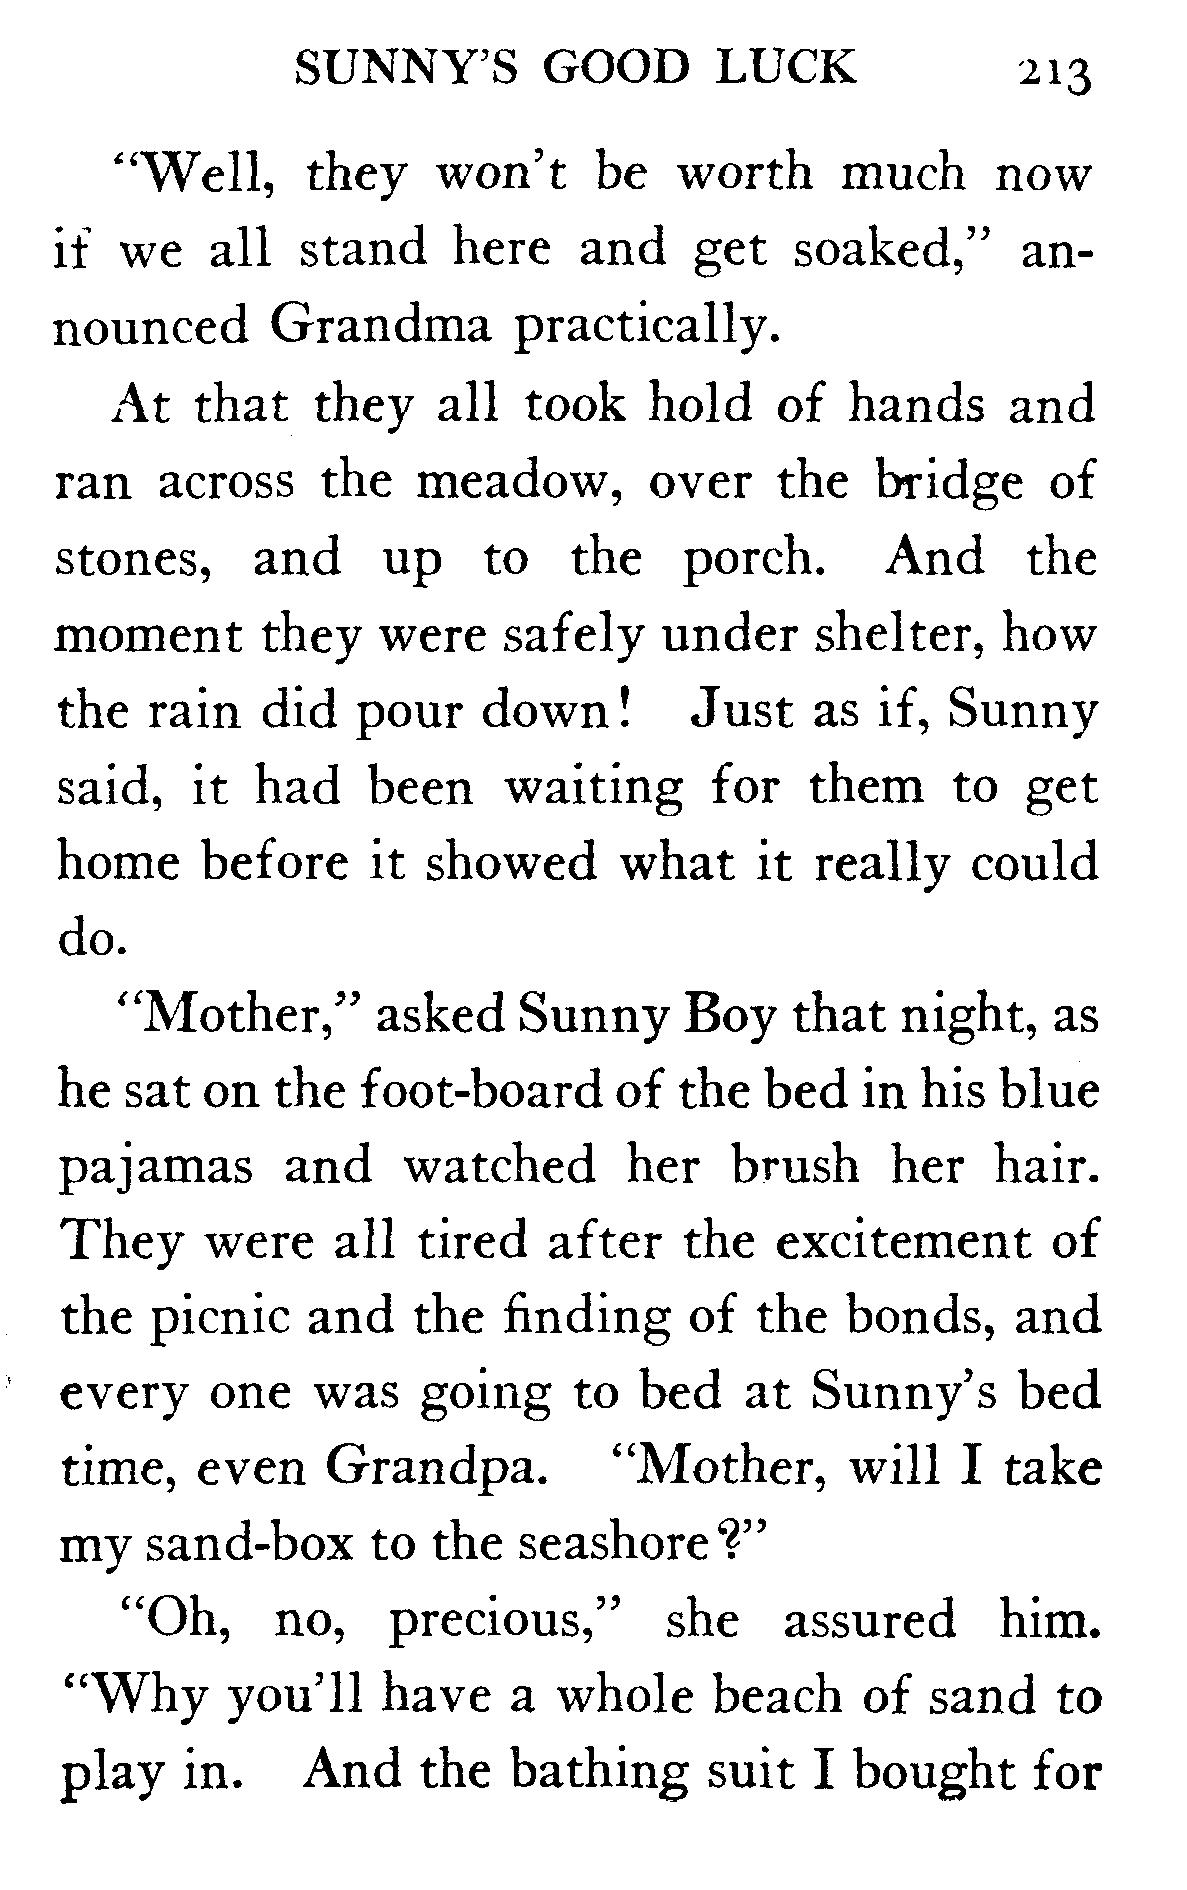 SUNNY'S GOOD LUCK 213
"Well, they won't be worth much now
if we all stand here and get soaked," an-
nounced Grandma practically.
At that they all took hold of hands and
ran across the meadow, over the bridge of
stones, and up to the porch. And the
moment they were safely under shelter, how
the rain did pour down! Just as if, Sunny
said, it had been waiting for them to get
home before it showed what it really could
do.
"Mother," asked Sunny Boy that night, as
he sat on the foot-board of the bed in his blue
pajamas and watched her brush her hair.
They were all tired after the excitement of
the picnic and the finding of the bonds, and
every one was going to bed at Sunny's bed
time, even Grandpa. "Mother, will I take
my sand-box to the seashore?"
"Oh, no, precious," she assured him.
"Why you'll have a whole beach of sand to
play in. And the bathing suit I bought for